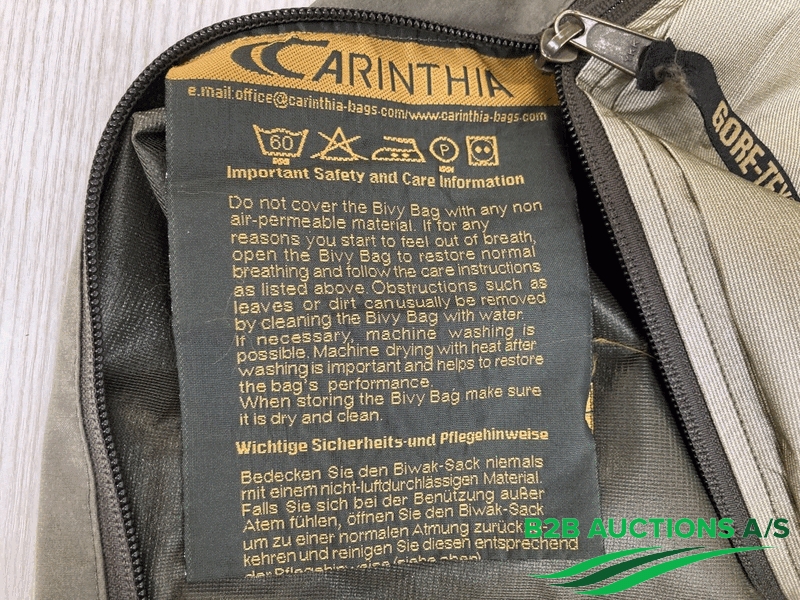 CARINTHIA
e.mail:office@carinthia-bags.com/www.carinthia-bags.com
60 P
Important Safety and Care Information
Do not cover the Bivy Bag with any non
air-permeable material. If for any
reasons you start to feel out of breath,
open the Bivy Bag to restore normal
breathing and follow the care instructions
as listed above. Obstructions such as
leaves or dirt can usually be removed
by cleaning the Bivy Bag with water.
If necessary, machine washing is
possible. Machine drying with heat after
washing is important and helps to restore
the bag's performance.
When storing the Bivy Bag make sure
it is dry and clean.
Wichtige Sicherheits-und Pflegehinweise
Bedecken Sie den Biwak-Sack niemals
mit einem nicht-luftdurchlässigen Material.
Falls Sie sich bei der Benützung außer
Atem fühlen, öffnen Sie den Biwak-Sack
um zu einer normalen Atmung zurück
kehren und reinigen Sie diesen entsprechend
der Pflegehinweise (siehe oben)
GORE-TEX
B2B AUCTIONS A/S